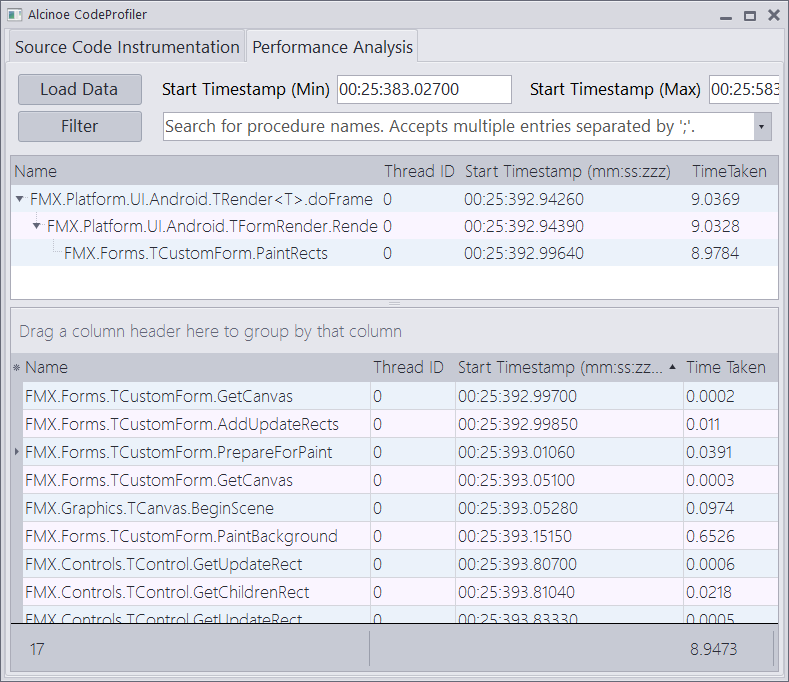 Alcinoe CodeProfiler
Source Code Instrumentation Performance Analysis
Load Data Start Timestamp (Min) 00:25:383.02700 Start Timestamp (Max) 00:25:583
Filter Search for procedure names. Accepts multiple entries separated by ';'.
Name Thread ID Start Timestamp (mm:ss:zzz) TimeTaken
FMX.Platform.UI.Android.TRender<T>.doFrame 0 00:25:392.94260 9.0369
FMX.Platform.UI.Android.TFormRender.Rende 0 00:25:392.94390 9.0328
FMX.Forms.TCustomForm.PaintRects 0 00:25:392.99640 8.9784
Drag a column header here to group by that column
Name Thread ID Start Timestamp (mm:ss:zz... Time Taken
FMX.Forms.TCustomForm.GetCanvas 0 00:25:392.99700 0.0002
FMX.Forms.TCustomForm.AddUpdateRects 0 00:25:392.99850 0.011
FMX.Forms.TCustomForm.PrepareForPaint 0 00:25:393.01060 0.0391
FMX.Forms.TCustomForm.GetCanvas 0 00:25:393.05100 0.0003
FMX.Graphics.TCanvas.BeginScene 0 00:25:393.05280 0.0974
FMX.Forms.TCustomForm.PaintBackground 0 00:25:393.15150 0.6526
FMX.Controls.TControl.GetUpdateRect 0 00:25:393.80700 0.0006
FMX.Controls.TControl.GetChildrenRect 0 00:25:393.81040 0.0218
FMX.Controls.TControl.GetUpdateRect 0 00:25:393.83330 0.0005
17 8.9473